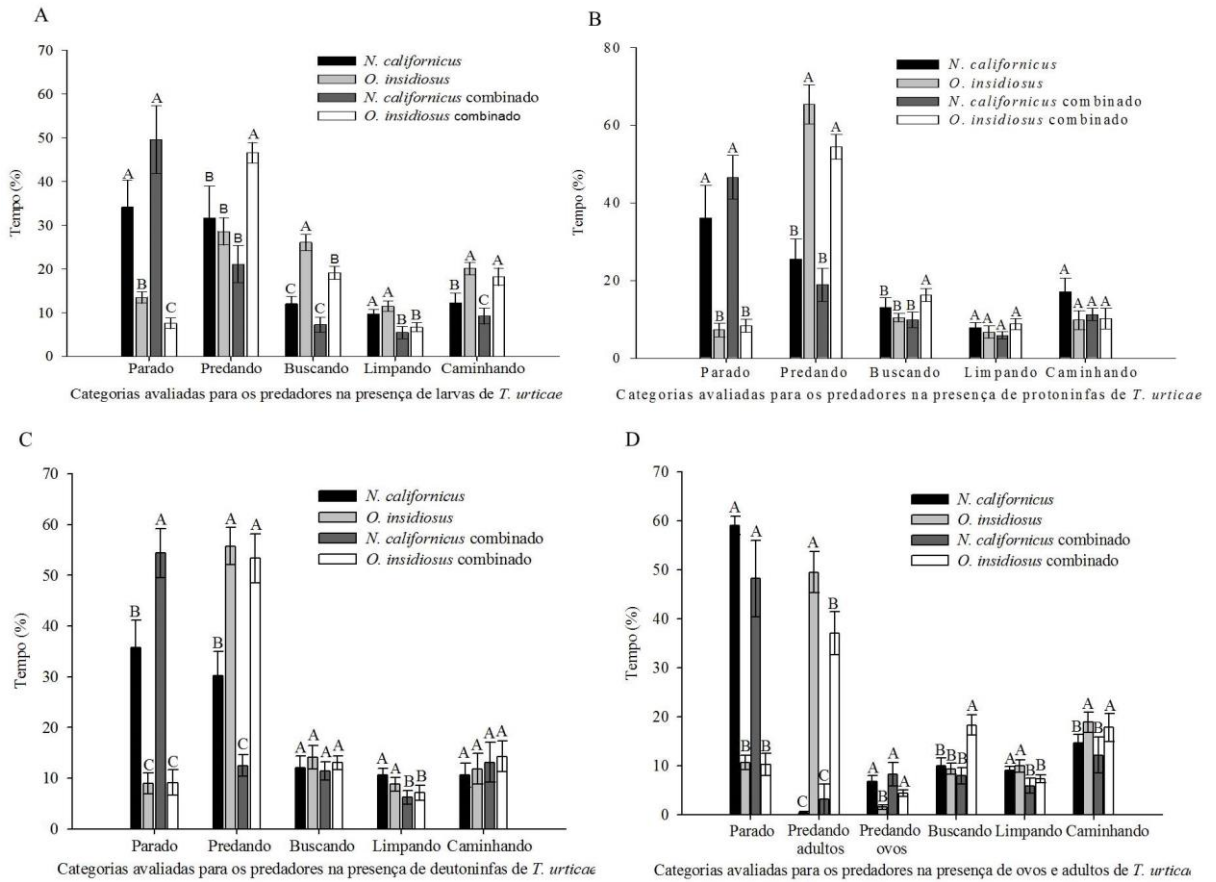 A
70
60
50
40
30
20
10
0
Tempo (%)
N. californicus
O. insidiosus
N. californicus combinado
O. insidiosus combinado
A B A C
B B B A
C A C B
A A B B
B A C A
Parado Predando Buscando Limpando Caminhando
Categorias avaliadas para os predadores na presença de larvas de T. urticae
B
80
60
40
20
0
Tempo (%)
N. californicus
O. insidiosus
N. californicus combinado
O. insidiosus combinado
A B A B
B A B A
B B B A
A A A A
A A A A
Parado Predando Buscando Limpando Caminhando
Categorias avaliadas para os predadores na presença de protoninfas de T. urticae
C
70
60
50
40
30
20
10
0
Tempo (%)
N. californicus
O. insidiosus
N. californicus combinado
O. insidiosus combinado
B C A C
B A C A
A A A A
A A B B
A A A A
Parado Predando Buscando Limpando Caminhando
Categorias avaliadas para os predadores na presença de deutoninfas de T. urticae
D
70
60
50
40
30
20
10
0
Tempo (%)
N. californicus
O. insidiosus
N. californicus combinado
O. insidiosus combinado
A B A B
C A C B
A B A A
B B B A
A A B B
B A B A
Parado Predando adultos Predando ovos Buscando Limpando Caminhando
Categorias avaliadas para os predadores na presença de ovos e adultos de T. urtica